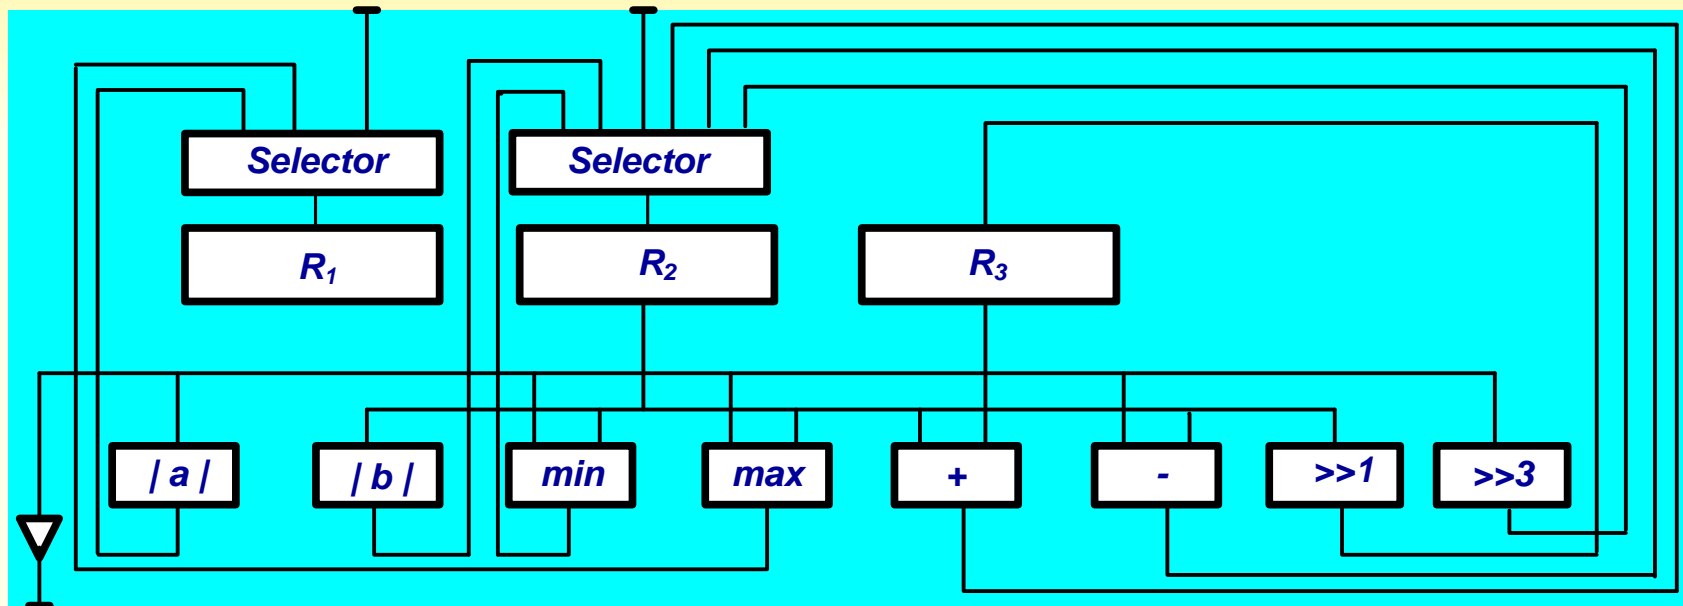 Selector
Selector
R₁
R₂
R₃
| a |
| b |
min
max
+
-
>>1
>>3